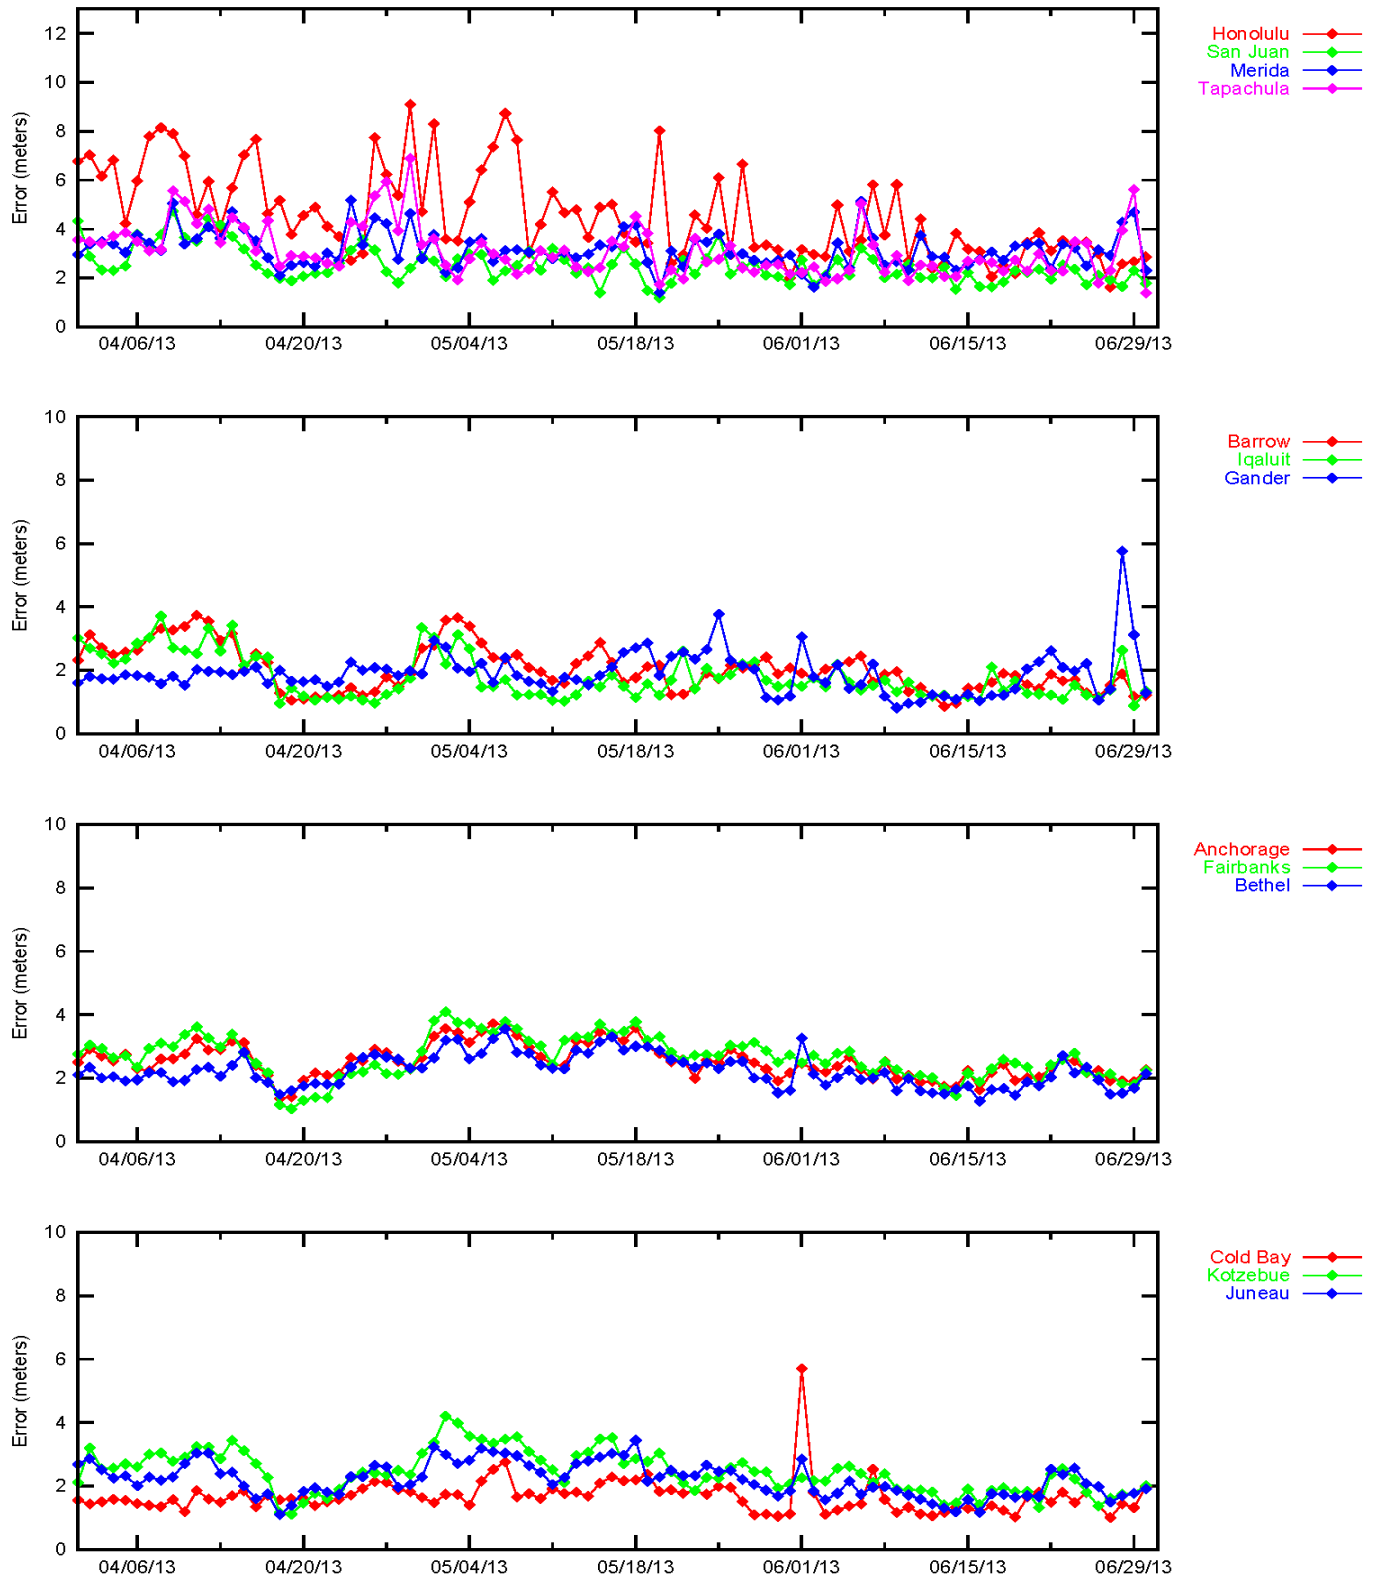 Error (meters)
12
10
8
6
4
2
0
04/06/13 04/20/13 05/04/13 05/18/13 06/01/13 06/15/13 06/29/13
Honolulu
San Juan
Merida
Tapachula
Error (meters)
10
8
6
4
2
0
04/06/13 04/20/13 05/04/13 05/18/13 06/01/13 06/15/13 06/29/13
Barrow
Iqaluit
Gander
Error (meters)
10
8
6
4
2
0
04/06/13 04/20/13 05/04/13 05/18/13 06/01/13 06/15/13 06/29/13
Anchorage
Fairbanks
Bethel
Error (meters)
10
8
6
4
2
0
04/06/13 04/20/13 05/04/13 05/18/13 06/01/13 06/15/13 06/29/13
Cold Bay
Kotzebue
Juneau